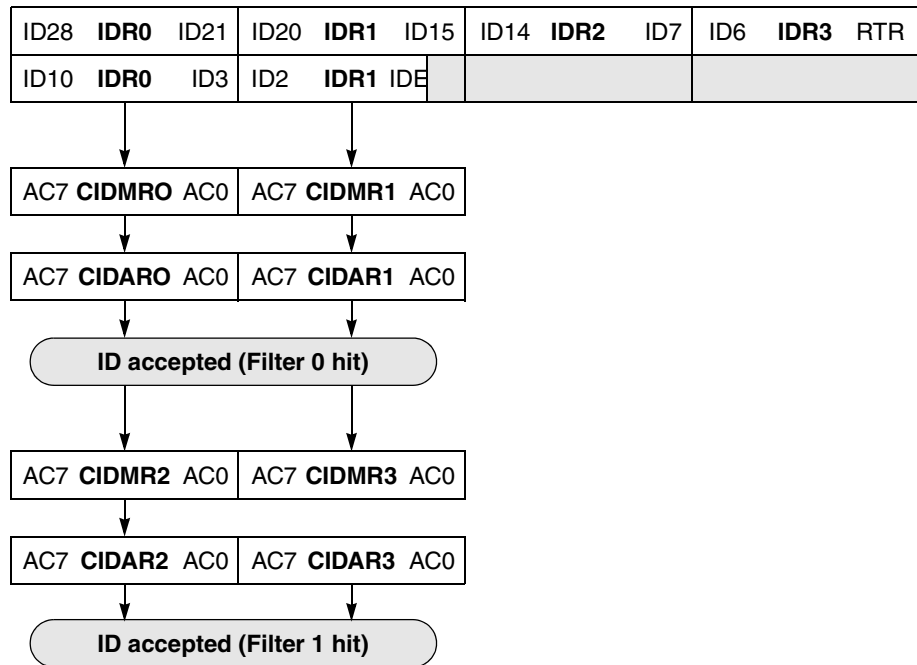 ID28 IDR0 ID21 ID20 IDR1 ID15 ID14 IDR2 ID7 ID6 IDR3 RTR
ID10 IDR0 ID3 ID2 IDR1 IDE
AC7 CIDMRO AC0 AC7 CIDMR1 AC0
AC7 CIDARO AC0 AC7 CIDAR1 AC0
ID accepted (Filter 0 hit)
AC7 CIDMR2 AC0 AC7 CIDMR3 AC0
AC7 CIDAR2 AC0 AC7 CIDAR3 AC0
ID accepted (Filter 1 hit)